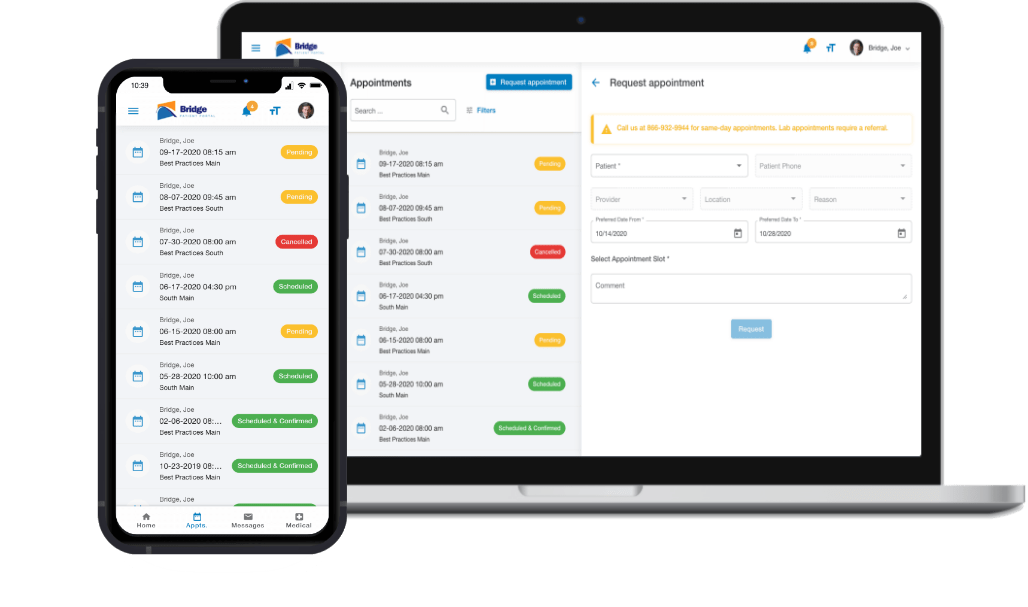 10:39
Bridge
PATIENT PORTAL
Bridge, Joe
09-17-2020 08:15 am
Pending
Best Practices Main
Bridge, Joe
08-07-2020 09:45 am
Pending
Best Practices South
Bridge, Joe
07-30-2020 08:00 am
Cancelled
Best Practices South
Bridge, Joe
06-17-2020 04:30 pm
Scheduled
South Main
Bridge, Joe
06-15-2020 08:00 am
Pending
Best Practices Main
Bridge, Joe
05-28-2020 10:00 am
Scheduled
South Main
Bridge, Joe
02-06-2020 08:...
Scheduled & Confirmed
Best Practices Main
Bridge, Joe
10-23-2019 08:...
Scheduled & Confirmed
Best Practices Main
Bridge, Joe
Home
Appts.
Messages
Medical
Bridge
PATIENT PORTAL
Bridge, Joe
Appointments
Request appointment
Search ...
Filters
Bridge, Joe
09-17-2020 08:15 am
Pending
Best Practices Main
Bridge, Joe
08-07-2020 09:45 am
Pending
Best Practices South
Bridge, Joe
07-30-2020 08:00 am
Cancelled
Best Practices South
Bridge, Joe
06-17-2020 04:30 pm
Scheduled
South Main
Bridge, Joe
06-15-2020 08:00 am
Pending
Best Practices Main
Bridge, Joe
05-28-2020 10:00 am
Scheduled
South Main
Bridge, Joe
02-06-2020 08:00 am
Scheduled & Confirmed
Best Practices Main
Request appointment
Call us at 866-932-9944 for same-day appointments. Lab appointments require a referral.
Patient *
Patient Phone
Provider
Location
Reason
Preferred Date From *
10/14/2020
Preferred Date To *
10/28/2020
Select Appointment Slot *
Comment
Request